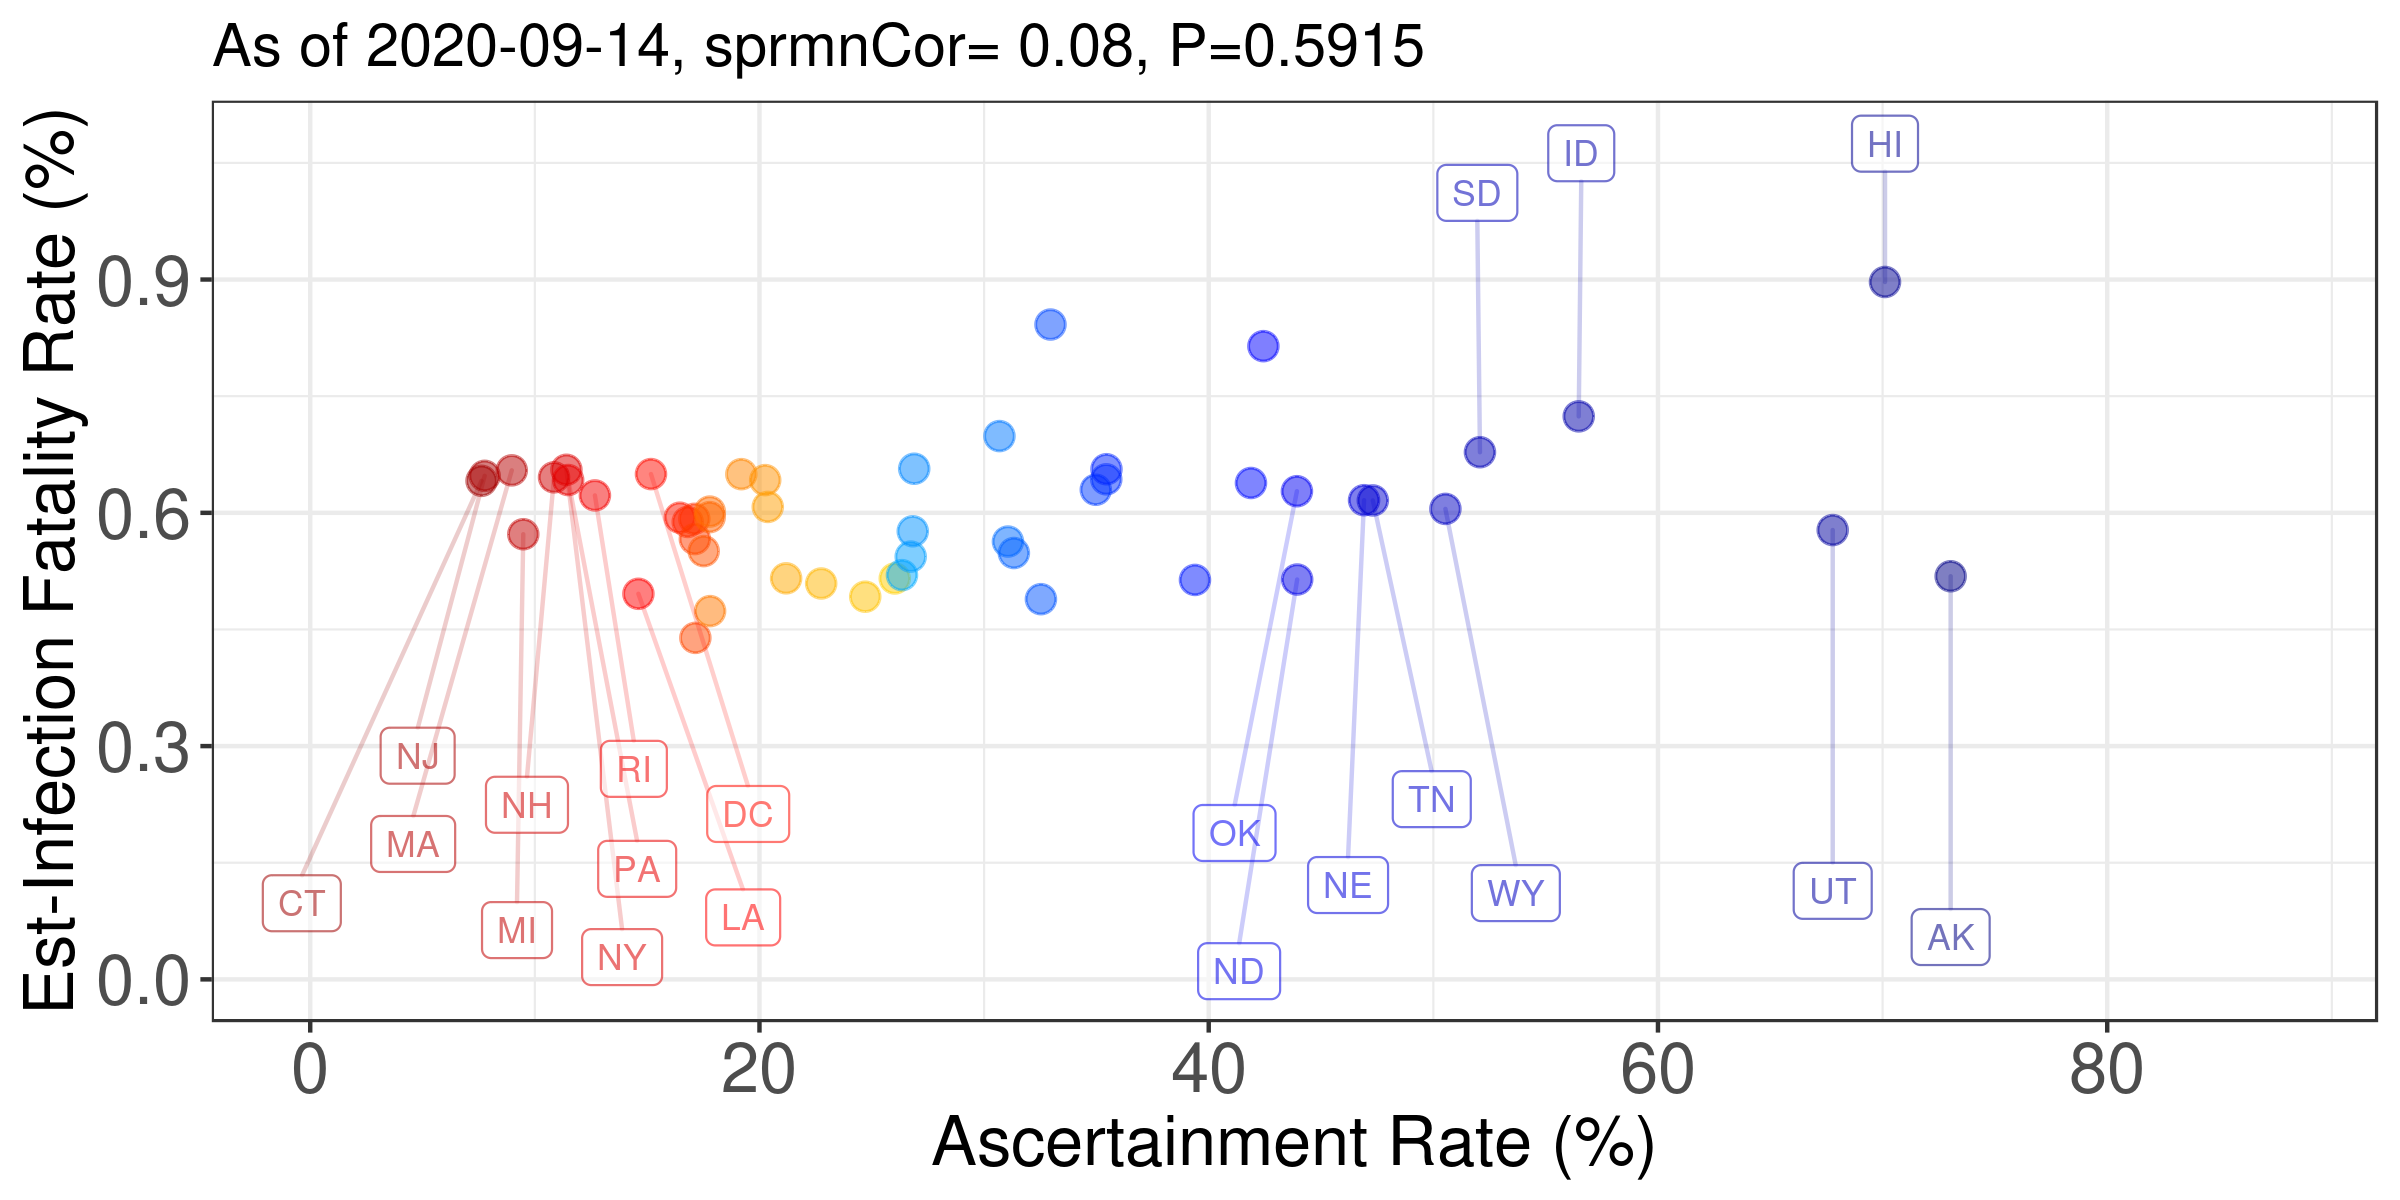 As of 2020-09-14, sprmnCor= 0.08, P=0.5915
Est-Infection Fatality Rate (%)
0.9
0.6
0.3
0.0
HI
ID
SD
NJ
RI
TN
NH
DC
OK
MA
PA
NE
UT
WY
CT
LA
MI
AK
NY
ND
0 20 40 60 80
Ascertainment Rate (%)